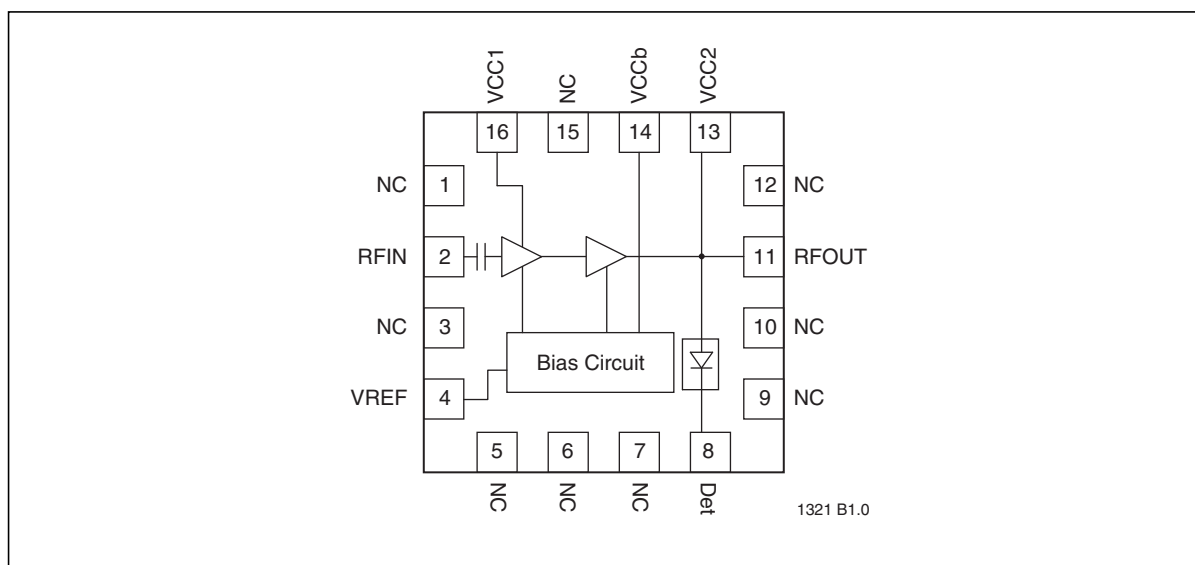 VCC1
NC
VCCb
VCC2
16
15
14
13
NC
1
12
NC
RFIN
2
11
RFOUT
NC
3
10
NC
Bias Circuit
VREF
4
9
NC
5
6
7
8
NC
NC
NC
Det
1321 B1.0